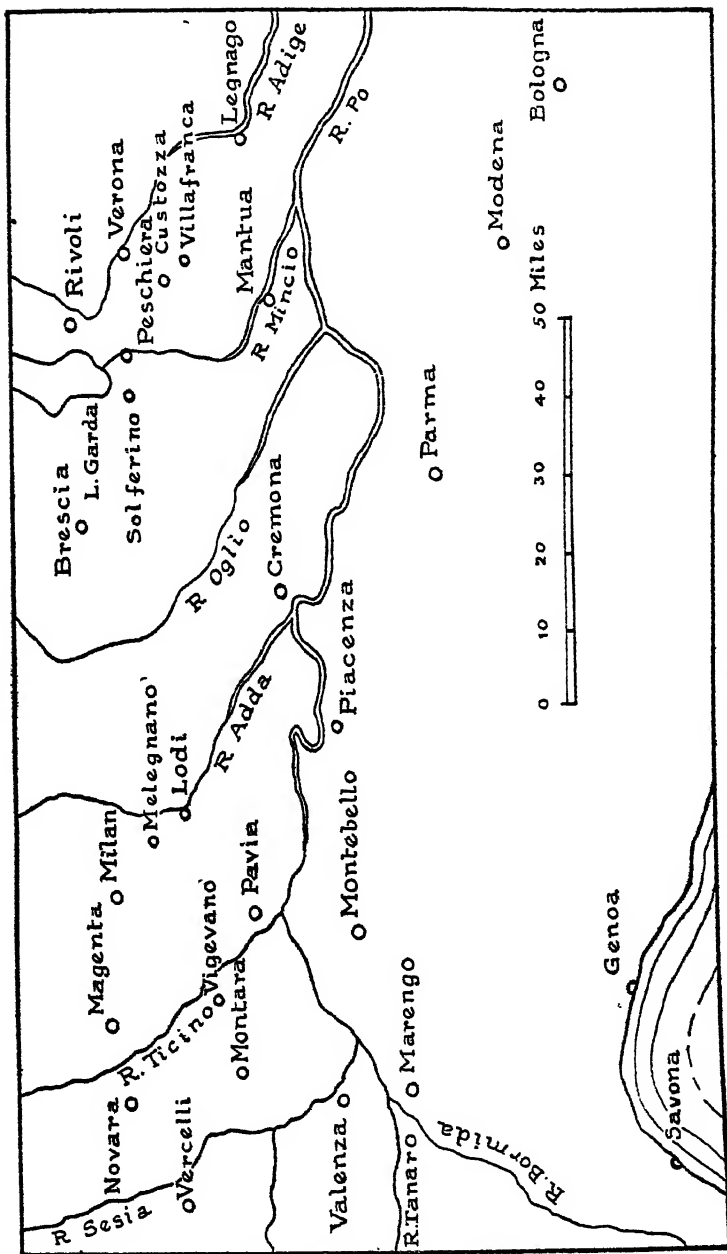 Rivoli
Verona
Peschiera
Custozza
Villafranca
Legnago
R Adige
R. Po
Brescia
L. Garda
Solferino
Mantua
R Mincio
R Oglio
Cremona
Parma
Modena
Bologna
Magenta
Milan
Melegnano'
Lodi
R Adda
Piacenza
Novara
Vercelli
R Sesia
R. Ticino
Vigevano'
Montara
Pavia
Montebello
Valenza
R. Tanaro
Marengo
R. Bormida
Genoa
Savona
0 10 20 30 40 50 Miles